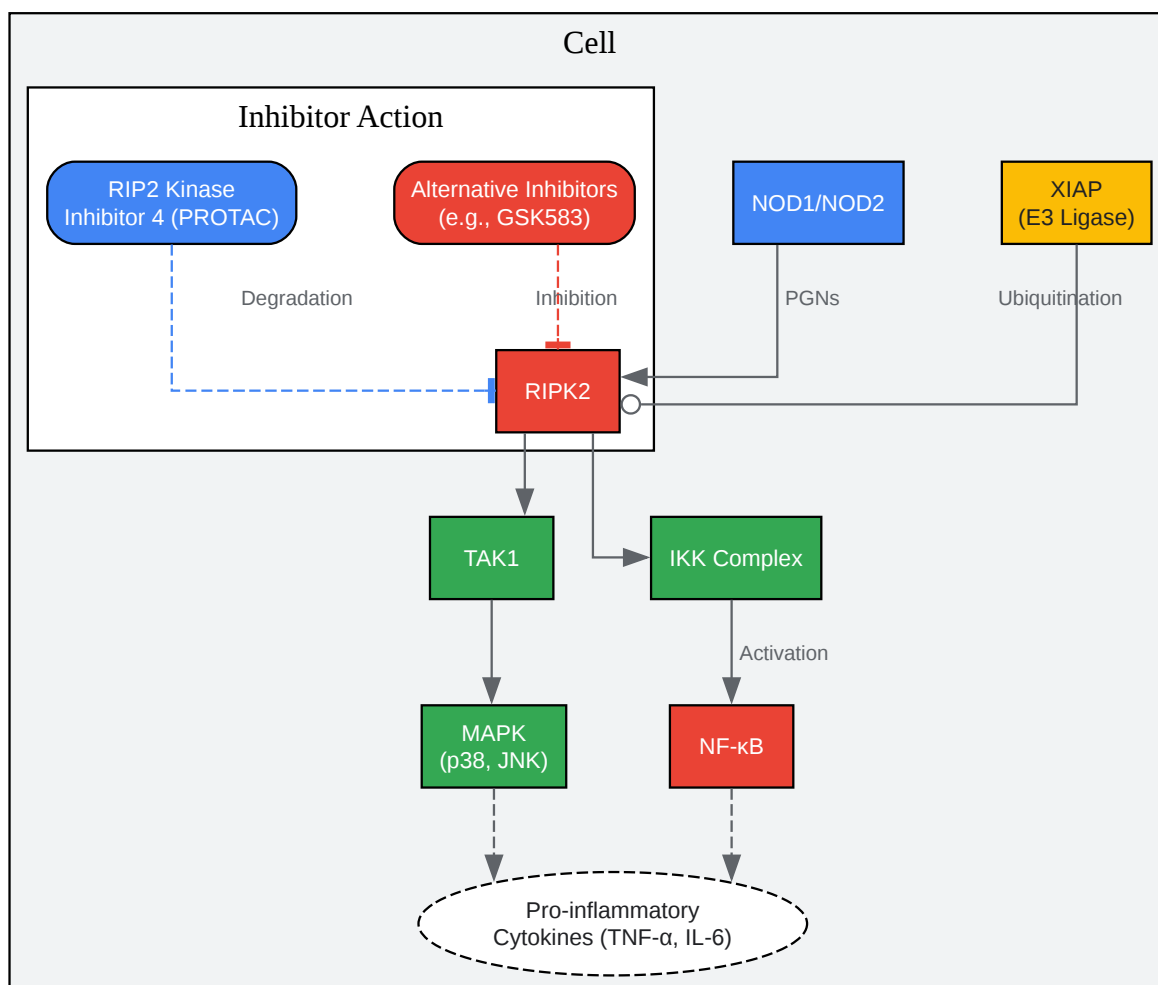 Cell
Inhibitor Action
RIP2 Kinase
Inhibitor 4 (PROTAC)
Alternative Inhibitors
(e.g., GSK583)
NOD1/NOD2
XIAP
(E3 Ligase)
Degradation
Inhibition
PGNs
Ubiquitination
RIPK2
TAK1
IKK Complex
Activation
MAPK
(p38, JNK)
NF-κB
Pro-inflammatory
Cytokines (TNF-α, IL-6)